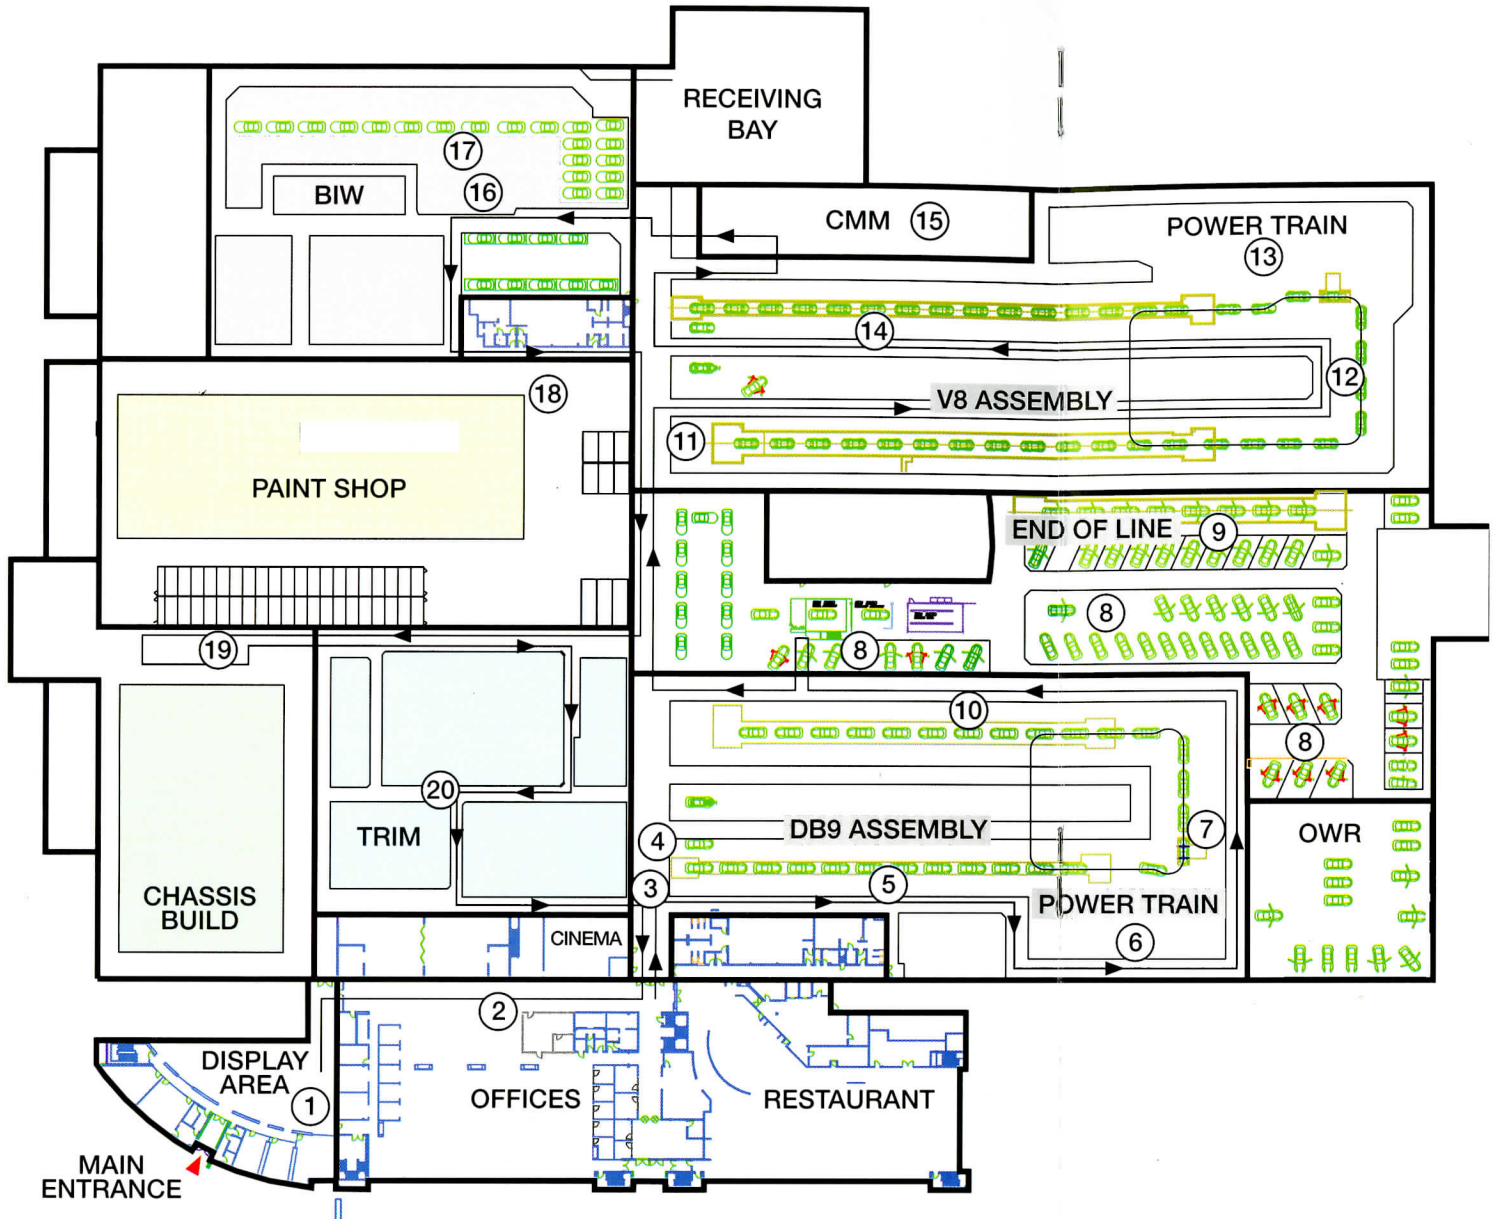 RECEIVING
BAY
17
16
BIW
CMM
15
POWER TRAIN
13
14
12
V8 ASSEMBLY
11
18
PAINT SHOP
END OF LINE
9
8
8
19
10
8
20
TRIM
4
DB9 ASSEMBLY
7
OWR
3
5
CHASSIS
BUILD
POWER TRAIN
6
CINEMA
2
DISPLAY
AREA
1
OFFICES
RESTAURANT
MAIN
ENTRANCE